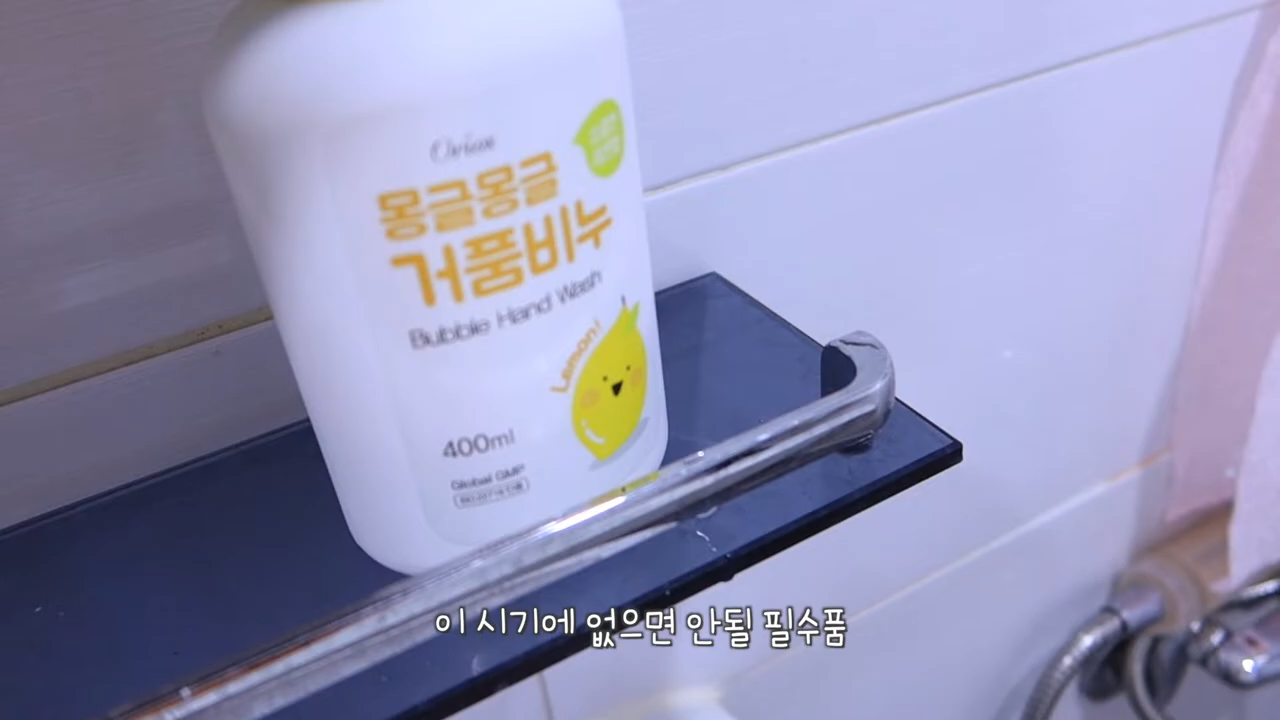 몽글몽글
거품비누
Bubble Hand Wash
Lemon!
400ml
Global GMP
이 시기에 없으면 안될 필수품